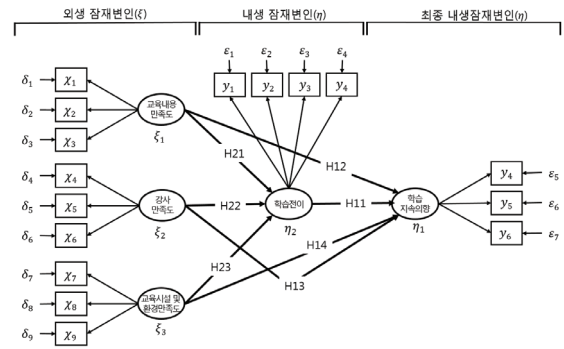 외생 잠재변인(ξ) 내생 잠재변인(η) 최종 내생잠재변인(η)
ε1 ε2 ε3 ε4
y1 y2 y3 y4
δ1 χ1
δ2 χ2
δ3 χ3
교육내용
만족도
ξ1
H21
H12
δ4 χ4
δ5 χ5
δ6 χ6
강사
만족도
ξ2
H22
학습전이
η2
H11
학습
지속의향
η1
y4 ε5
y5 ε6
y6 ε7
H23
H14
H13
δ7 χ7
δ8 χ8
δ9 χ9
교육시설 및
환경만족도
ξ3